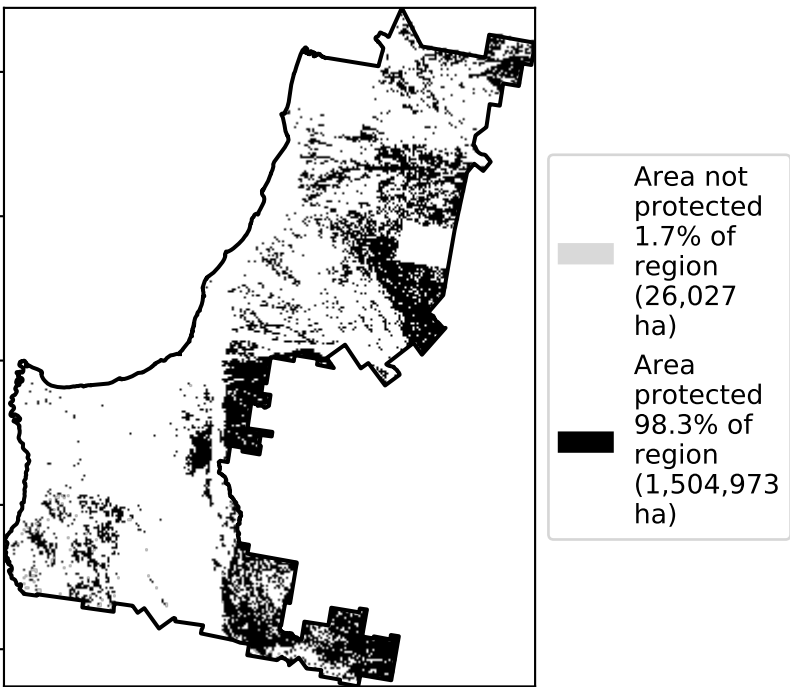 Area not
protected
1.7% of
region
(26,027
ha)
Area
protected
98.3% of
region
(1,504,973
ha)